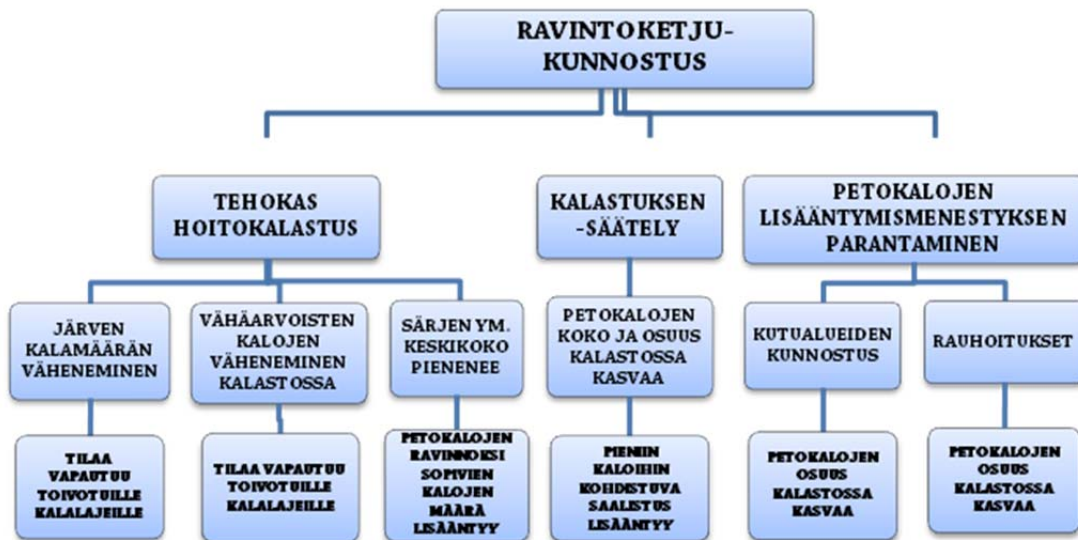 RAVINTOKETJU-
KUNNOSTUS
TEHOKAS
HOITOKALASTUS
KALASTUKSEN
-SÄÄTELY
PETOKALOJEN
LISÄÄNTYMISMENESTYKSEN
PARANTAMINEN
JÄRVEN
KALAMÄÄRÄN
VÄHENEMINEN
VÄHÄARVOISTEN
KALOJEN
VÄHENEMINEN
KALASTOSSA
SÄRJEN YM.
KESKIKOKO
PIENENEE
PETOKALOJEN
KOKO JA OSUUS
KALASTOSSA
KASVAA
KUTUALUEIDEN
KUNNOSTUS
RAUHOITUKSET
TILAA
VAPAUTUU
TOIVOTUILLE
KALALAJEILLE
TILAA VAPAUTUU
TOIVOTUILLE
KALALAJEILLE
PETOKALOJEN
RAVINNOKSI
SOPIVIEN
KALOJEN
MÄÄRÄ
LISÄÄNTYY
PIENIIN
KALOIHIN
KOHDISTUVA
SAALISTUS
LISÄÄNTYY
PETOKALOJEN
OSUUS
KALASTOSSA
KASVAA
PETOKALOJEN
OSUUS
KALASTOSSA
KASVAA